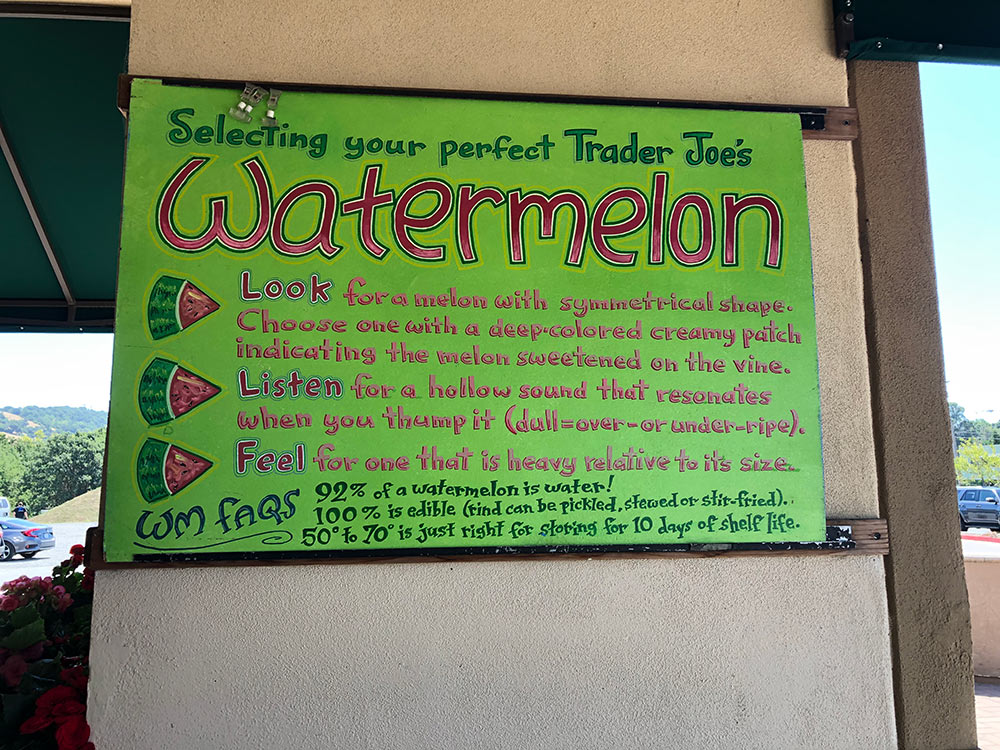 Selecting your perfect Trader Joe's
Watermelon
Look for a melon with symmetrical shape.
Choose one with a deep-colored creamy patch
indicating the melon sweetened on the vine.
Listen for a hollow sound that resonates
when you thump it (dull=over-or under-ripe).
Feel for one that is heavy relative to its size.
WM FAQS
92% of a watermelon is water!
100% is edible (rind can be pickled, stewed or stir-fried).
50° to 70° is just right for storing for 10 days of shelf life.